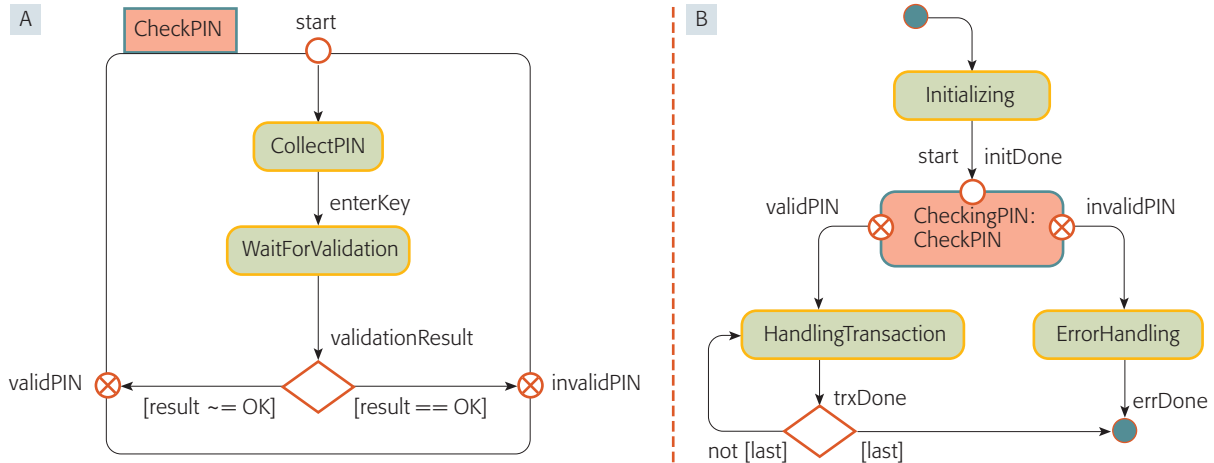 A
CheckPIN
start
CollectPIN
enterKey
WaitForValidation
validationResult
validPIN
invalidPIN
[result ~= OK]
[result == OK]
B
Initializing
start
initDone
validPIN
invalidPIN
CheckingPIN:
CheckPIN
HandlingTransaction
ErrorHandling
trxDone
errDone
not [last]
[last]